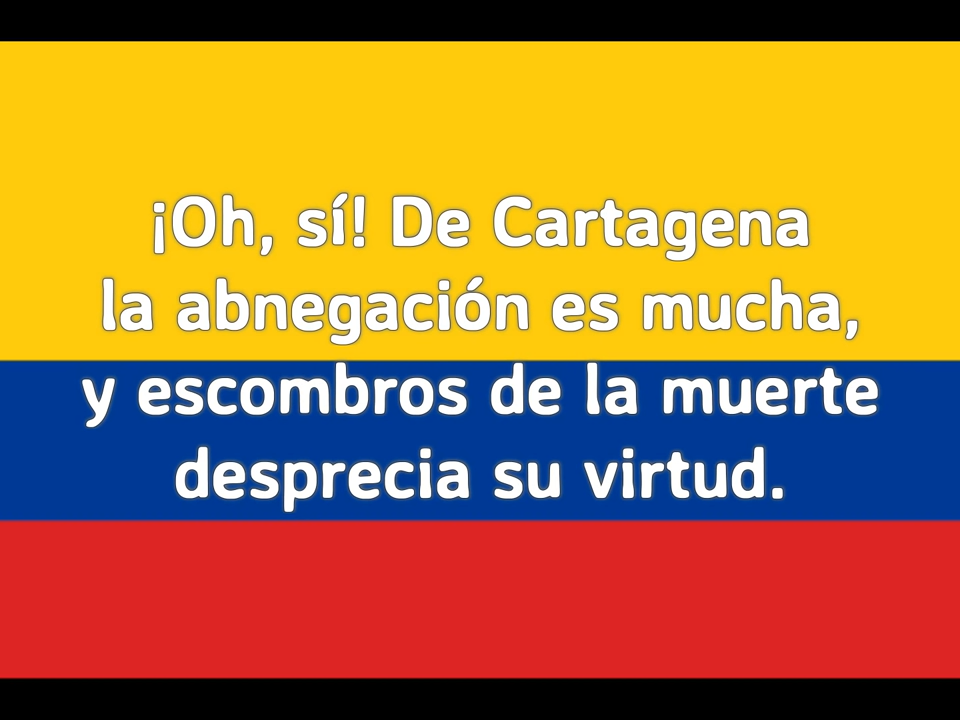 ¡Oh, sí! De Cartagena
la abnegación es mucha,
y escombros de la muerte
desprecia su virtud.